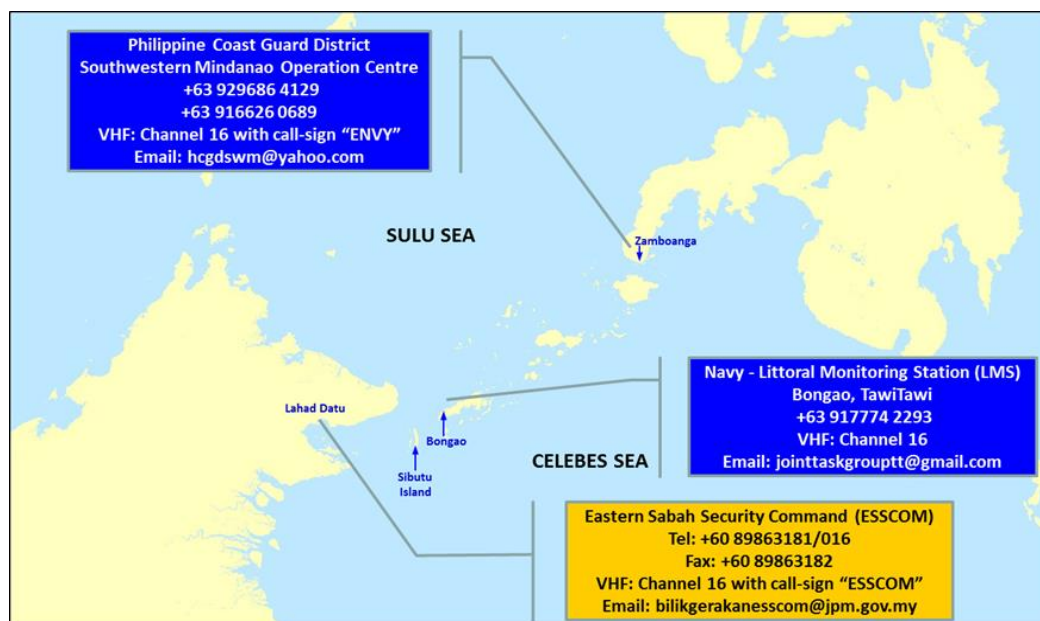 Philippine Coast Guard District
Southwestern Mindanao Operation Centre
+63 929686 4129
+63 916626 0689
VHF: Channel 16 with call-sign “ENVY”
Email: hcgdswm@yahoo.com
SULU SEA
Zamboanga
Navy - Littoral Monitoring Station (LMS)
Bongao, TawiTawi
+63 917774 2293
VHF: Channel 16
Email: jointtaskgrouptt@gmail.com
Lahad Datu
Bongao
Sibutu
Island
CELEBES SEA
Eastern Sabah Security Command (ESSCOM)
Tel: +60 89863181/016
Fax: +60 89863182
VHF: Channel 16 with call-sign “ESSCOM”
Email: bilikgerakanesscom@jpm.gov.my